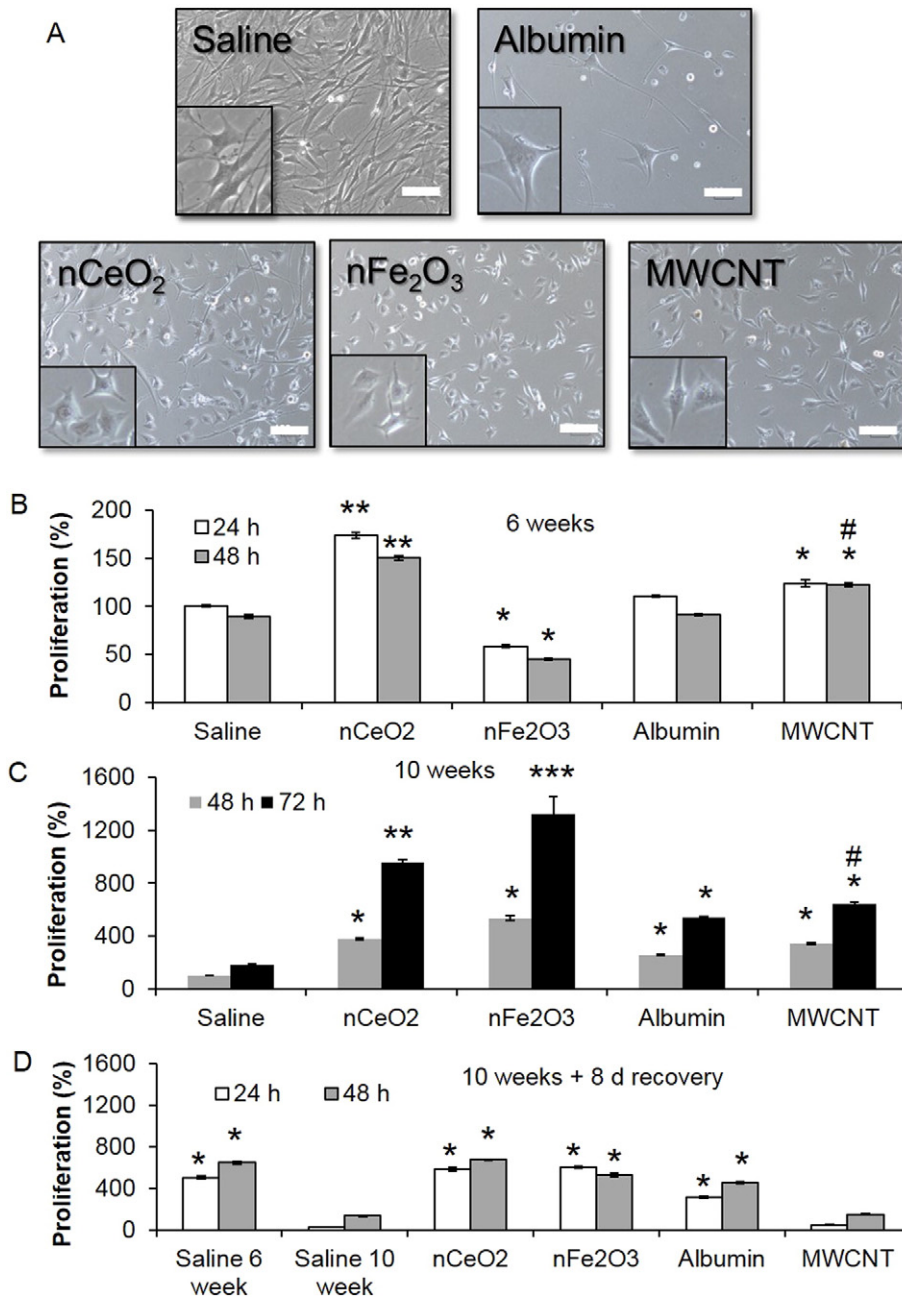 A
Saline
Albumin
nCeO₂
nFe₂O₃
MWCNT
B
Proliferation (%)
200
150
100
50
0
24 h
48 h
6 weeks
**
**
*
*
*
#
*
Saline
nCeO2
nFe2O3
Albumin
MWCNT
C
Proliferation (%)
1600
1200
800
400
0
10 weeks
48 h
72 h
*
**
*
***
*
*
*
#
*
Saline
nCeO2
nFe2O3
Albumin
MWCNT
D
Proliferation (%)
1600
1200
800
400
0
10 weeks + 8 d recovery
24 h
48 h
*
*
*
*
*
*
*
*
Saline 6
week
Saline 10
week
nCeO2
nFe2O3
Albumin
MWCNT